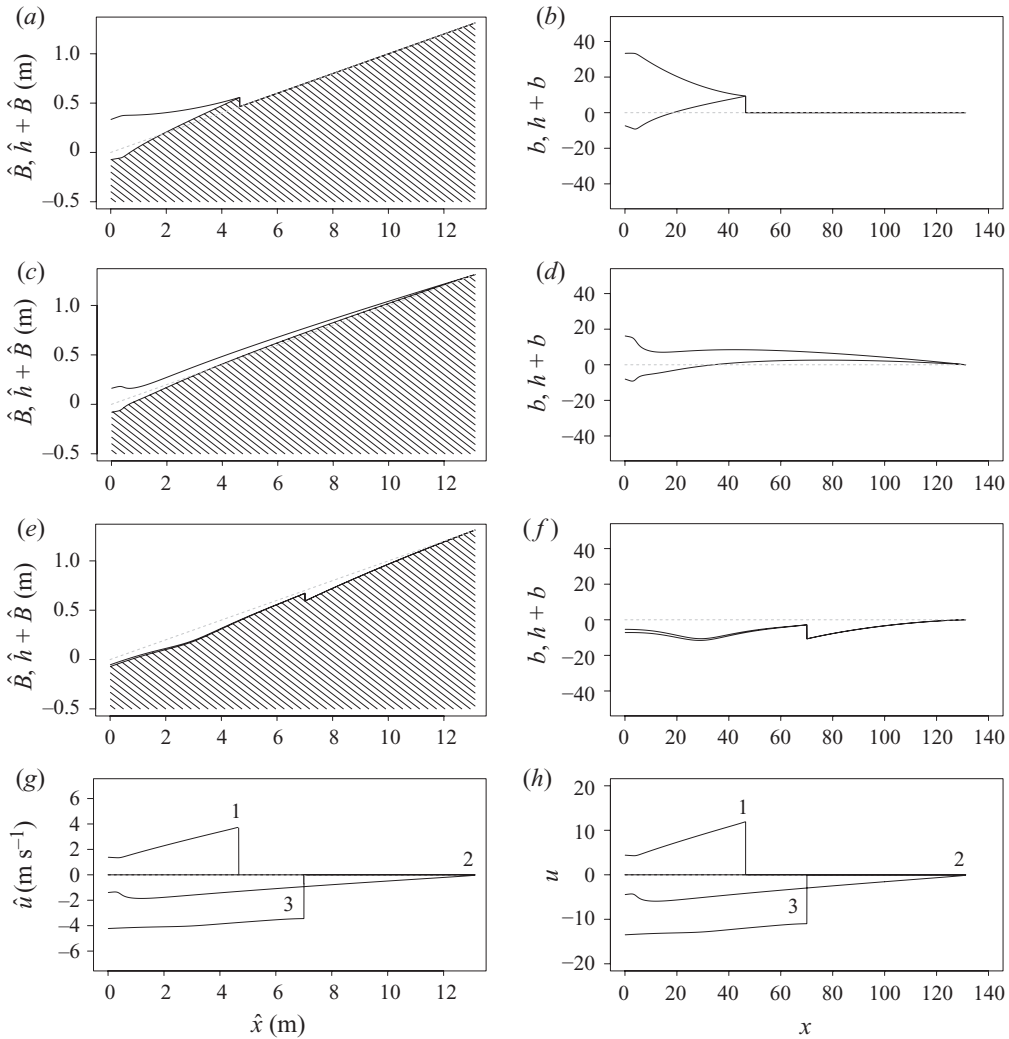 (a)
B̂, ĥ + B̂ (m)
1.0
0.5
0
–0.5
0 2 4 6 8 10 12
(b)
b, h + b
40
20
0
−20
−40
0 20 40 60 80 100 120 140
(c)
B̂, ĥ + B̂ (m)
1.0
0.5
0
–0.5
0 2 4 6 8 10 12
(d)
b, h + b
40
20
0
−20
−40
0 20 40 60 80 100 120 140
(e)
B̂, ĥ + B̂ (m)
1.0
0.5
0
–0.5
0 2 4 6 8 10 12
(f)
b, h + b
40
20
0
−20
−40
0 20 40 60 80 100 120 140
(g)
û (m s⁻¹)
6
4
2
0
–2
–4
–6
1
2
3
0 2 4 6 8 10 12
x̂ (m)
(h)
u
20
10
0
−10
−20
1
2
3
0 20 40 60 80 100 120 140
x